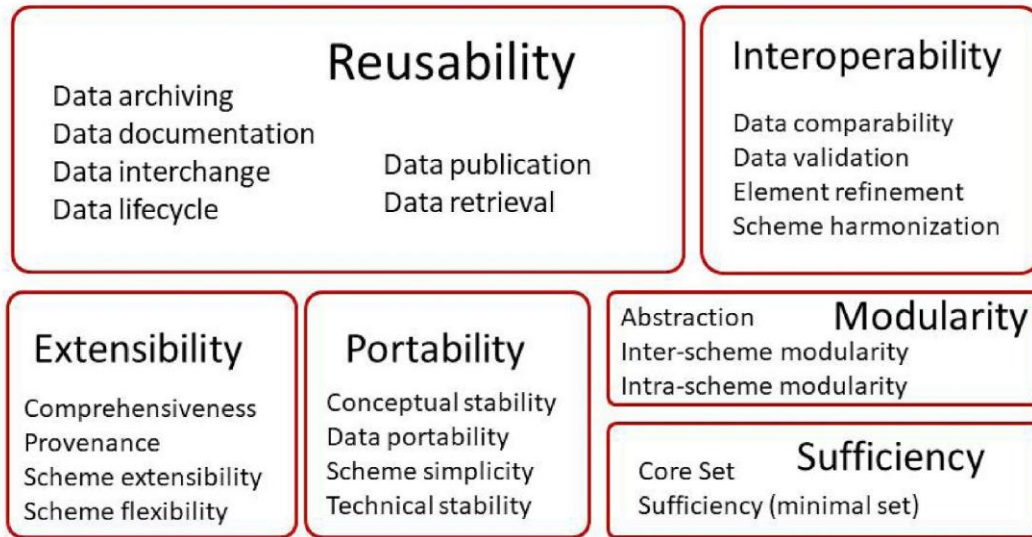 Reusability
Data archiving
Data documentation
Data interchange
Data lifecycle
Data publication
Data retrieval
Interoperability
Data comparability
Data validation
Element refinement
Scheme harmonization
Extensibility
Comprehensiveness
Provenance
Scheme extensibility
Scheme flexibility
Portability
Conceptual stability
Data portability
Scheme simplicity
Technical stability
Modularity
Abstraction
Inter-scheme modularity
Intra-scheme modularity
Sufficiency
Core Set
Sufficiency (minimal set)